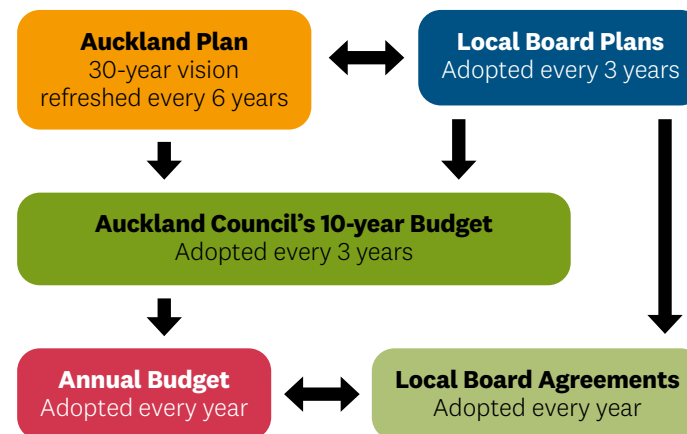 Auckland Plan
30-year vision
refreshed every 6 years
Local Board Plans
Adopted every 3 years
Auckland Council’s 10-year Budget
Adopted every 3 years
Annual Budget
Adopted every year
Local Board Agreements
Adopted every year